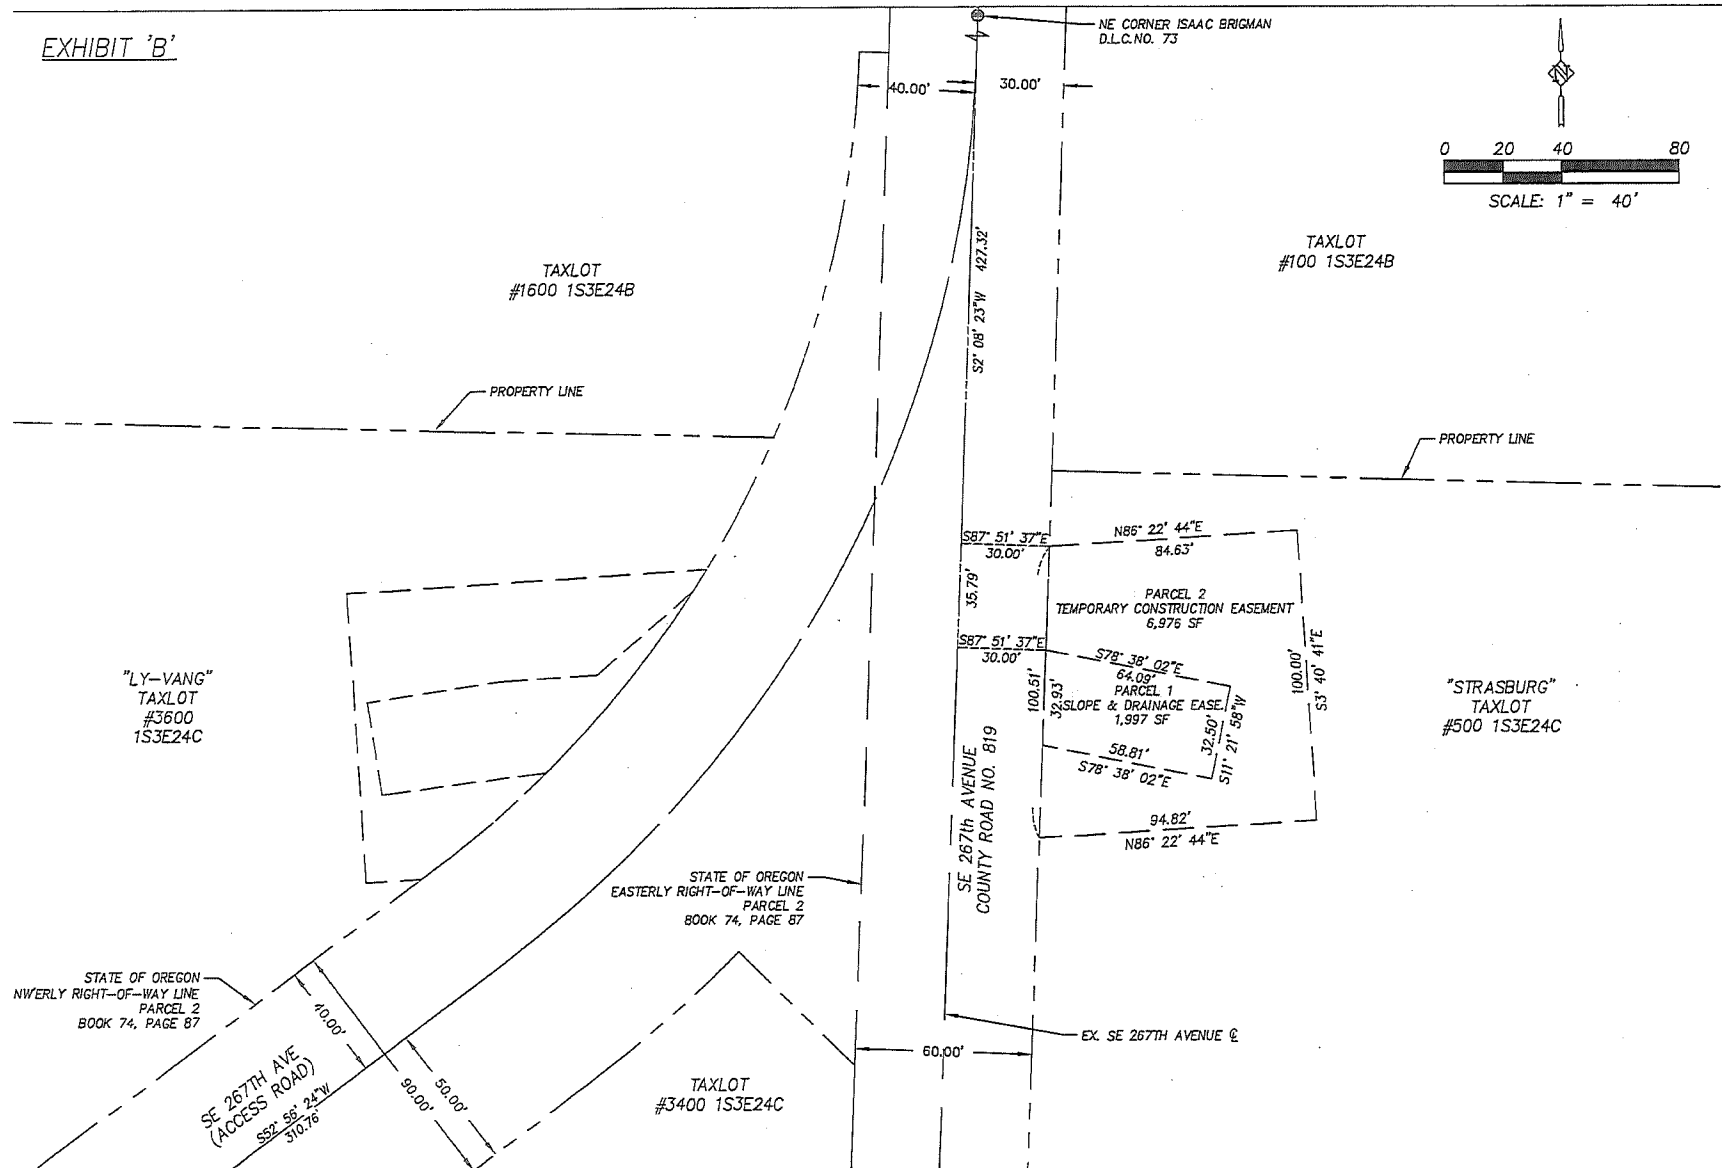 EXHIBIT 'B'
NE CORNER ISAAC BRIGMAN
D.L.C.NO. 73
40.00'
30.00'
N
0 20 40 80
SCALE: 1" = 40'
TAXLOT
#1600 1S3E24B
S2° 08' 23"W 427.32'
TAXLOT
#100 1S3E24B
PROPERTY LINE
PROPERTY LINE
S87° 51' 37"E
30.00'
N86° 22' 44"E
84.63'
35.79'
PARCEL 2
TEMPORARY CONSTRUCTION EASEMENT
6,976 SF
S87° 51' 37"E
30.00'
S78° 38' 02"E
64.09'
PARCEL 1
SLOPE & DRAINAGE EASE.
1,997 SF
100.51'
32.93'
32.50'
S11° 21' 58"W
58.81'
S78° 38' 02"E
100.00'
S3° 40' 41"E
94.82'
N86° 22' 44"E
"LY-VANG"
TAXLOT
#3600
1S3E24C
"STRASBURG"
TAXLOT
#500 1S3E24C
SE 267th AVENUE
COUNTY ROAD NO. 819
STATE OF OREGON
EASTERLY RIGHT-OF-WAY LINE
PARCEL 2
BOOK 74, PAGE 87
STATE OF OREGON
NW'ERLY RIGHT-OF-WAY LINE
PARCEL 2
BOOK 74, PAGE 87
40.00'
90.00'
50.00'
60.00'
EX. SE 267TH AVENUE ℄
SE 267TH AVE
(ACCESS ROAD)
S52° 56' 24"W
310.76'
TAXLOT
#3400 1S3E24C